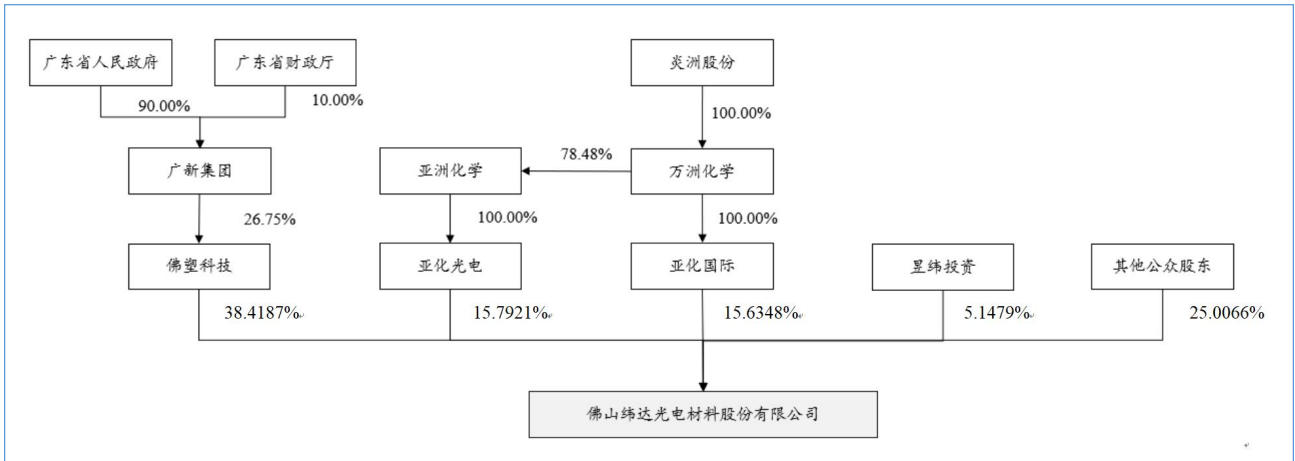 广东省人民政府
广东省财政厅
炎洲股份
90.00%
10.00%
100.00%
广新集团
亚洲化学
78.48%
万洲化学
26.75%
100.00%
100.00%
佛塑科技
亚化光电
亚化国际
昱纬投资
其他公众股东
38.4187%
15.7921%
15.6348%
5.1479%
25.0066%
佛山纬达光电材料股份有限公司